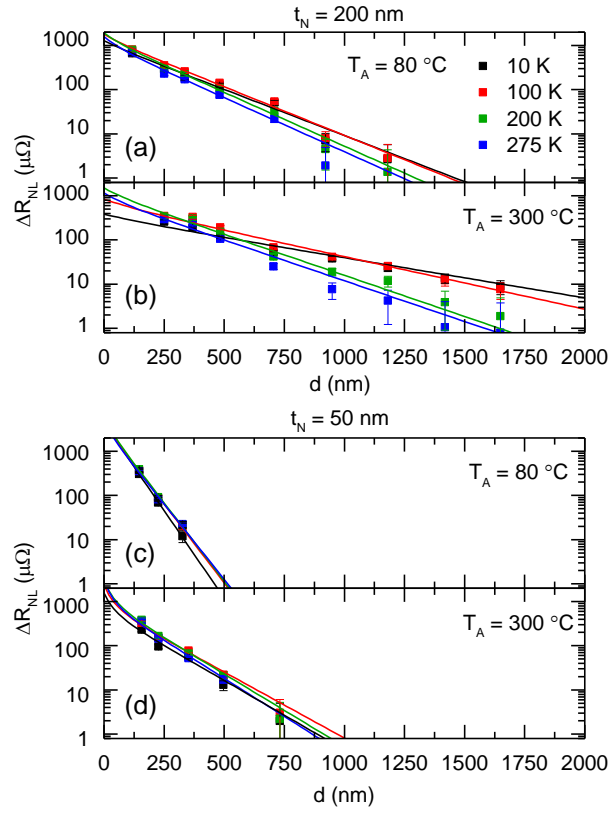 t_N = 200 nm
1000
T_A = 80 °C
10 K
100 K
200 K
275 K
100
10
(a)
1
ΔR_NL (μΩ)
1000
T_A = 300 °C
100
10
(b)
1
0 250 500 750 1000 1250 1500 1750 2000
d (nm)
t_N = 50 nm
1000
T_A = 80 °C
100
10
(c)
1
ΔR_NL (μΩ)
1000
T_A = 300 °C
100
10
(d)
1
0 250 500 750 1000 1250 1500 1750 2000
d (nm)